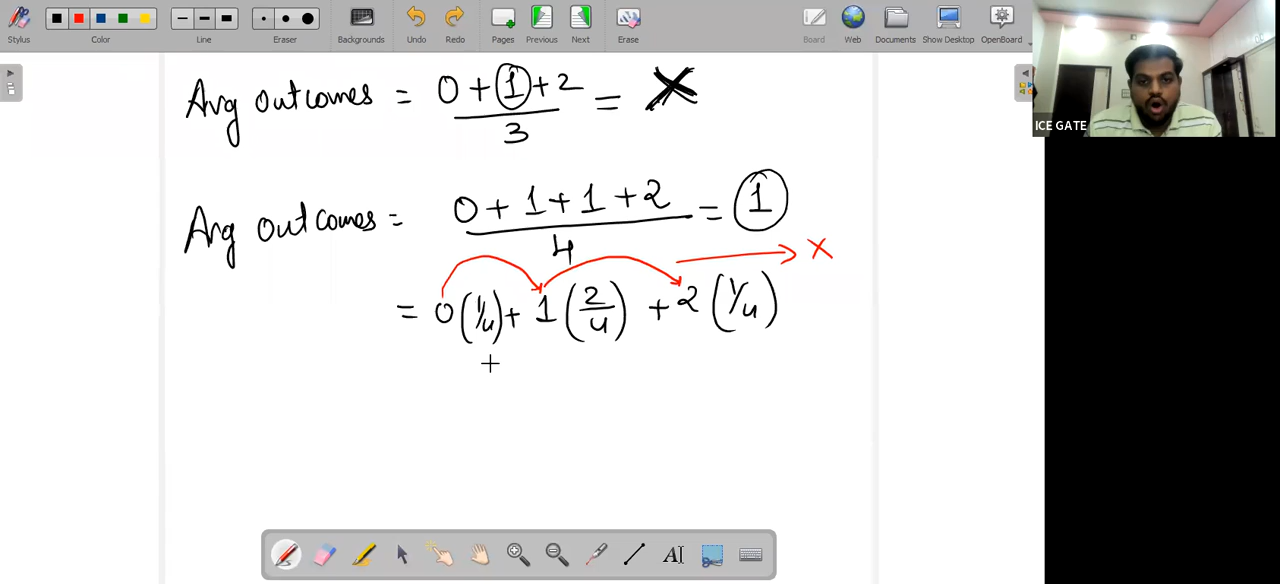 Stylus Color Line Eraser Backgrounds Undo Redo Pages Previous Next Erase Board Web Documents Show Desktop OpenBoard
ICE GATE
Avg outcomes = (0 + 1 + 2)/3 = X
Avg outcomes = (0 + 1 + 1 + 2)/4 = 1
= 0 (1/4) + 1 (2/4) + 2 (1/4)
X
AI